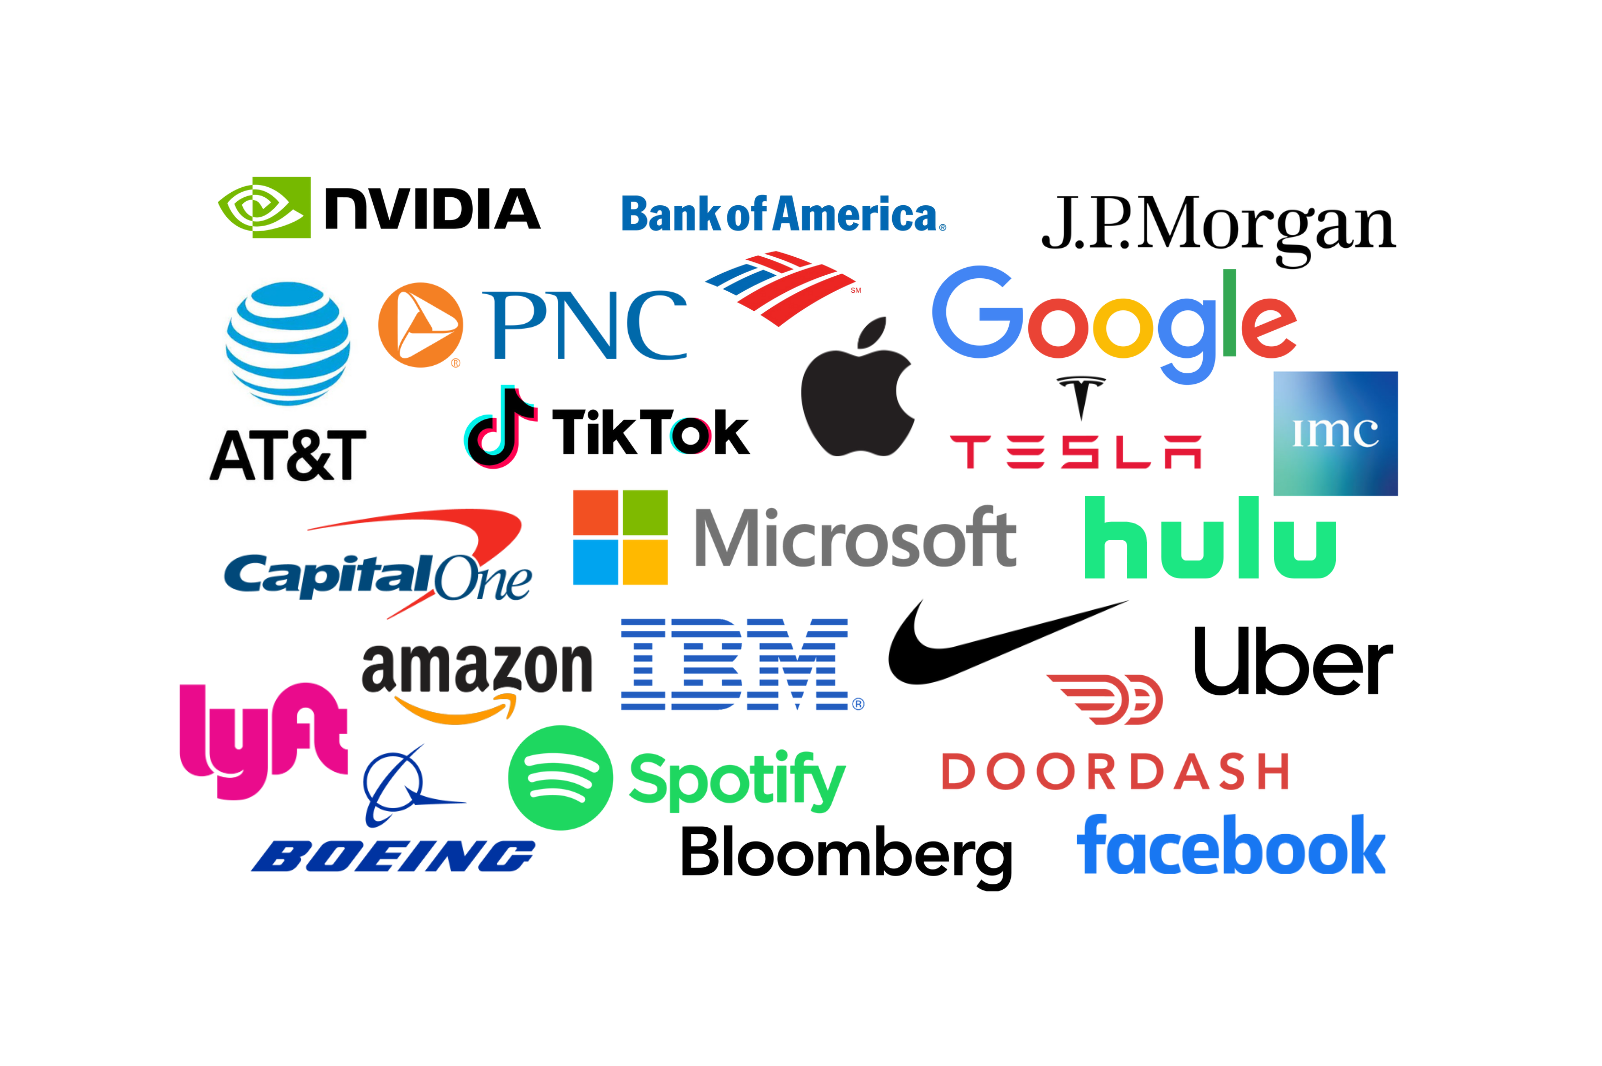 NVIDIA
Bank of America®
J.P.Morgan
PNC
®
SM
Google
AT&T
TikTok
TESLA
imc
Capital One
Microsoft
hulu
amazon
IBM
®
Uber
lyft
DOORDASH
Spotify
BOEING
Bloomberg
facebook